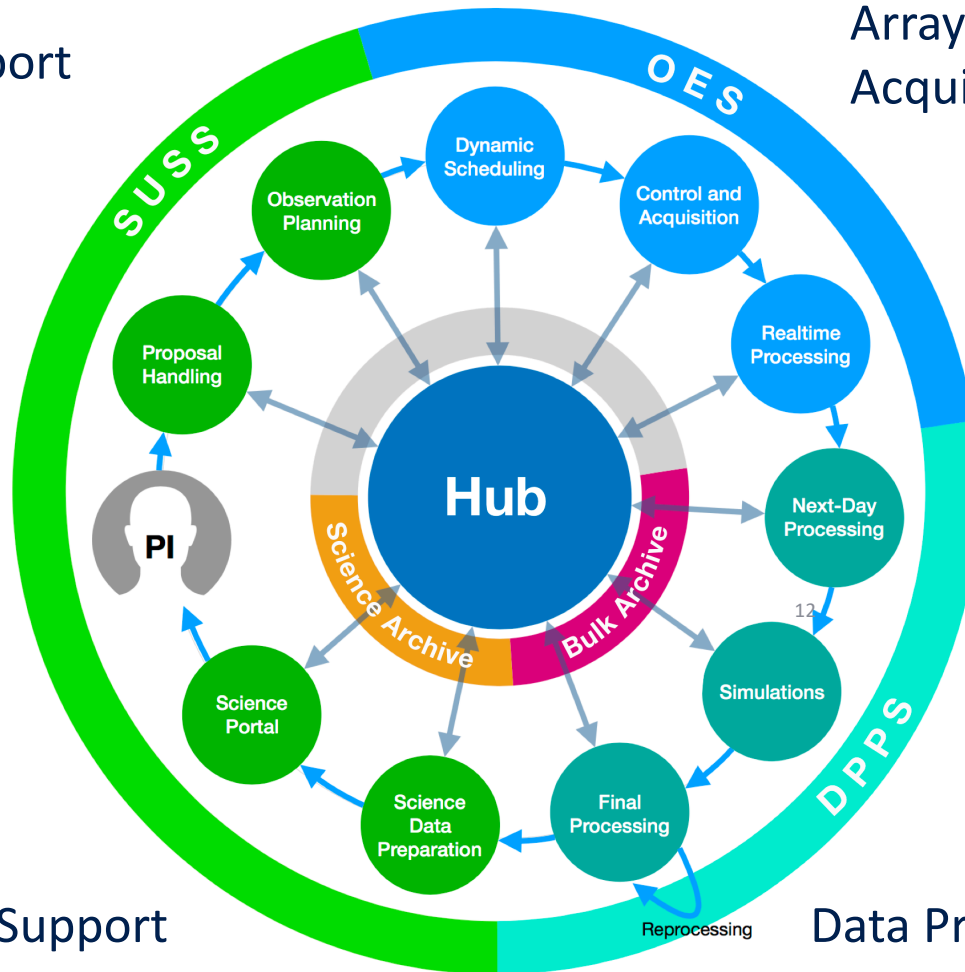 Array
Acqui
port
OES
SUSS
Dynamic
Scheduling
Observation
Planning
Control and
Acquisition
Realtime
Processing
Proposal
Handling
Hub
Next-Day
Processing
PI
Science Archive
Bulk Archive
12
Simulations
Science
Portal
DPPS
Final
Processing
Science
Data
Preparation
Reprocessing
Support
Data Pr